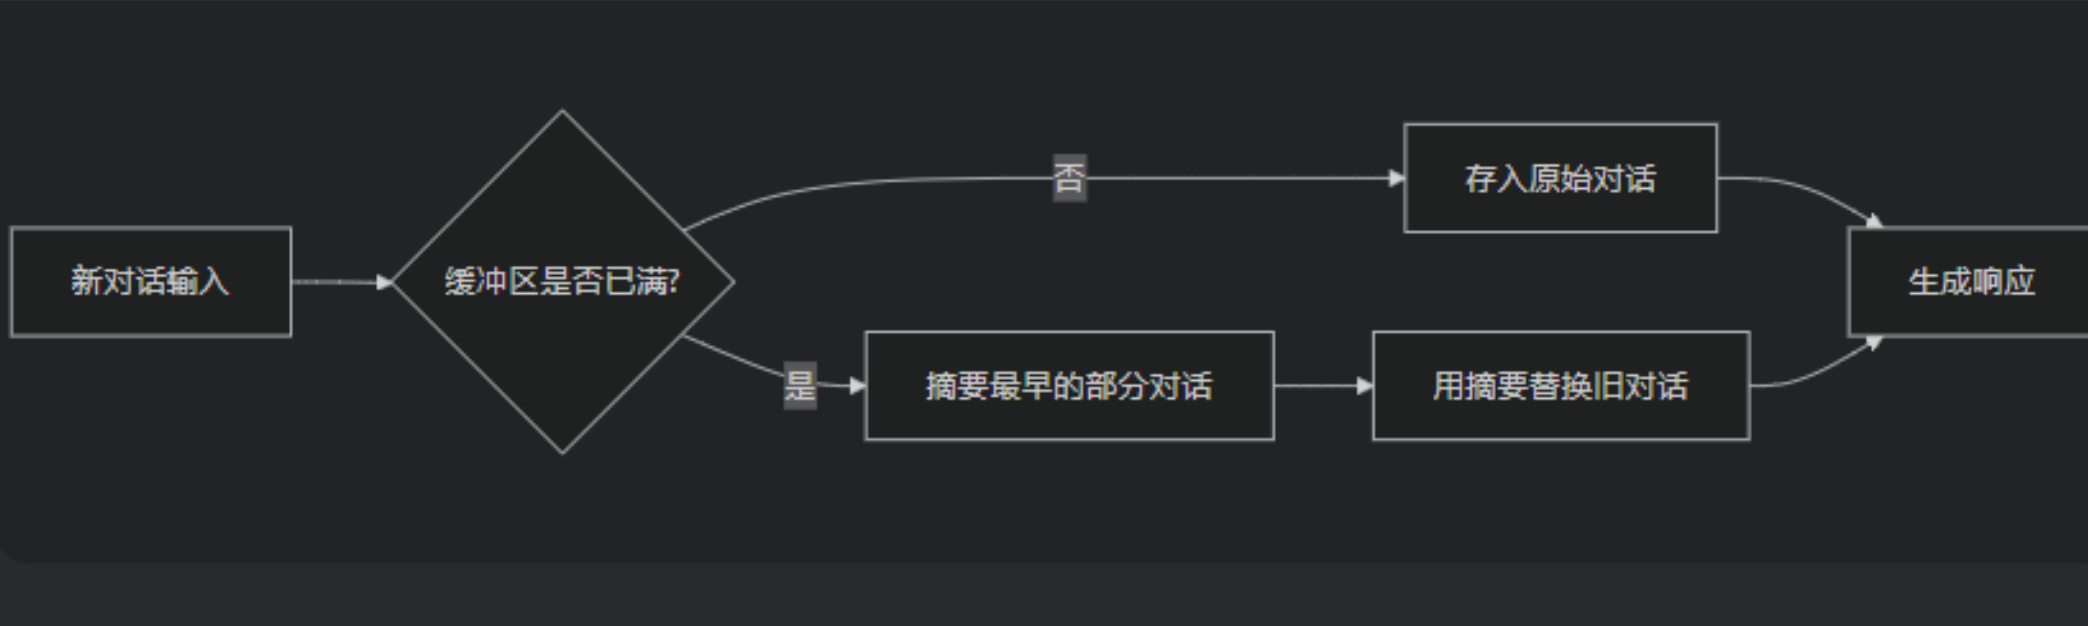 新对话输入
缓冲区是否已满?
否
存入原始对话
是
摘要最早的部分对话
用摘要替换旧对话
生成响应